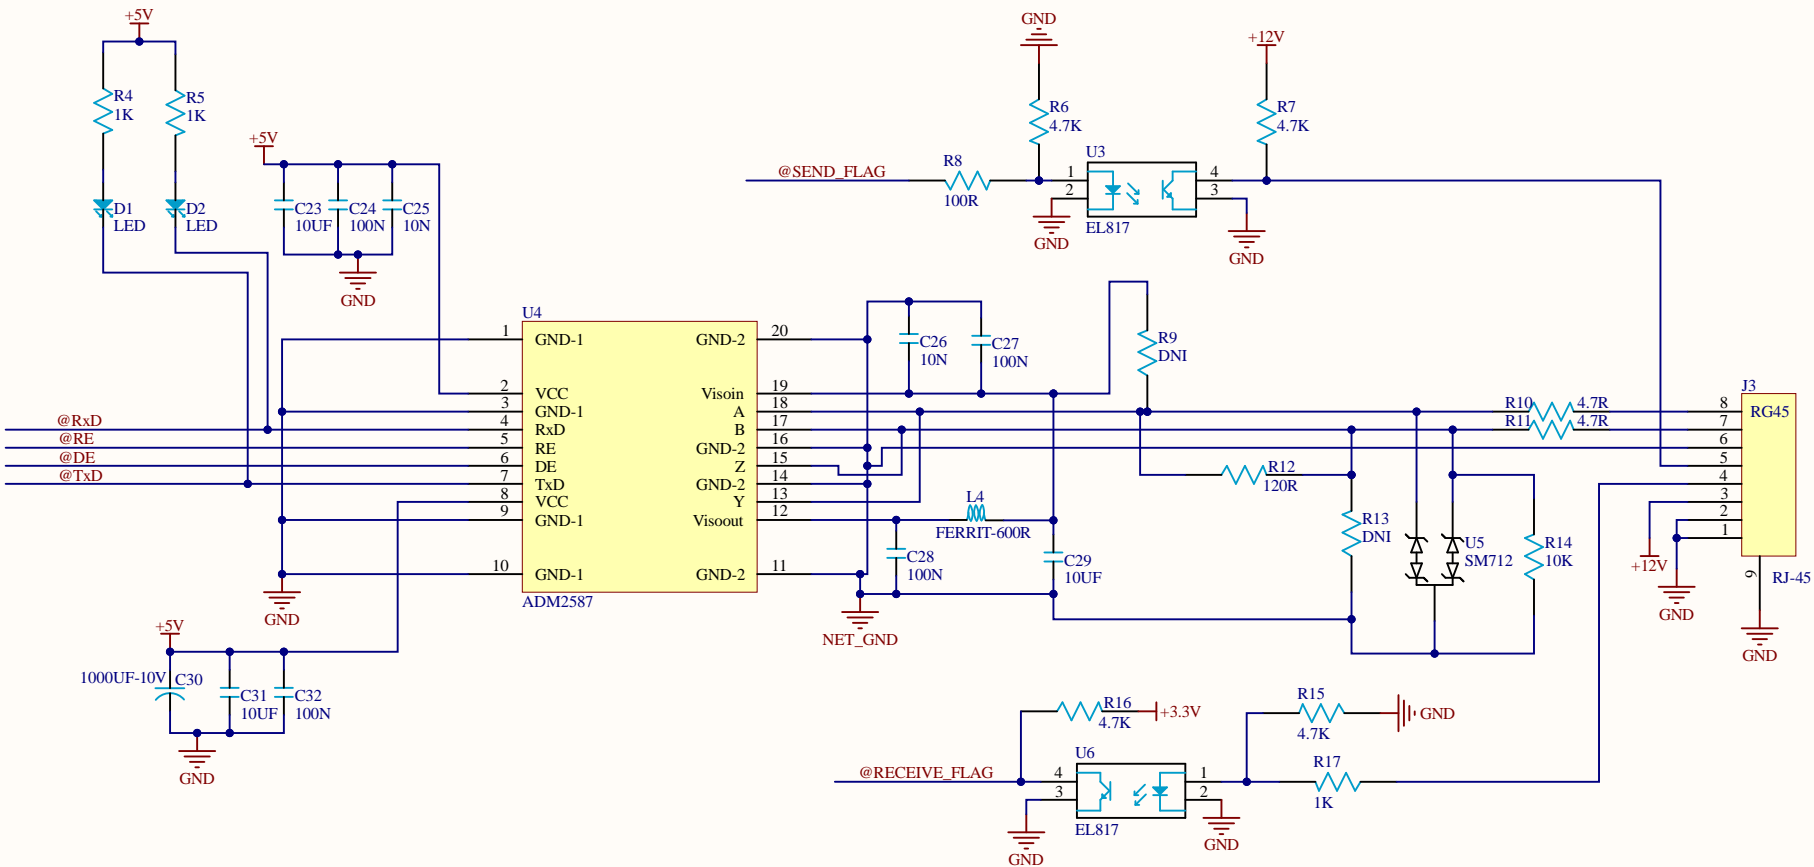 +5V
R4
1K
R5
1K
D1
LED
D2
LED
+5V
C23
10UF
C24
100N
C25
10N
GND
GND
R6
4.7K
+12V
R7
4.7K
@SEND_FLAG
R8
100R
U3
1
2
4
3
EL817
GND
GND
U4
1 GND-1
2 VCC
3 GND-1
4 RxD
5 RE
6 DE
7 TxD
8 VCC
9 GND-1
10 GND-1
GND-2 20
Visoin 19
A 18
B 17
GND-2 16
Z 15
GND-2 14
Y 13
Visoout 12
GND-2 11
ADM2587
@RxD
@RE
@DE
@TxD
GND
+5V
1000UF-10V C30
C31
10UF
C32
100N
GND
C26
10N
C27
100N
R9
DNI
L4
FERRIT-600R
C28
100N
C29
10UF
NET_GND
R10 4.7R
R11 4.7R
R12
120R
R13
DNI
U5
SM712
R14
10K
J3
8 RG45
7
6
5
4
3
2
1
9
RJ-45
+12V
GND
GND
R16
4.7K
+3.3V
@RECEIVE_FLAG
U6
4
3
1
2
EL817
GND
GND
R15
4.7K
GND
R17
1K